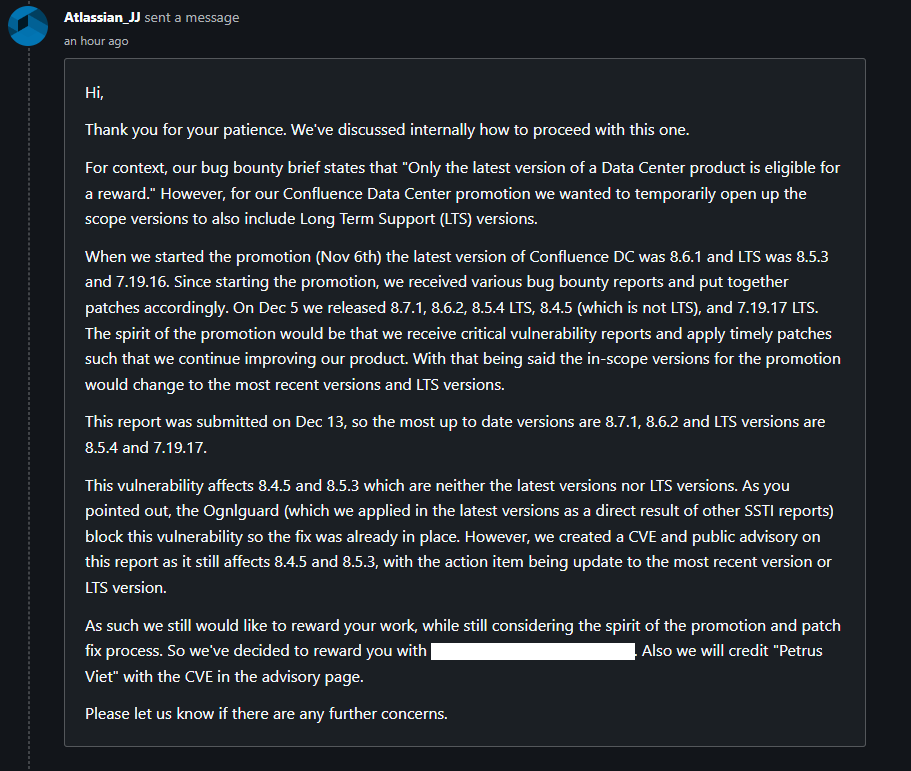 Atlassian_JJ sent a message
an hour ago
Hi,
Thank you for your patience. We've discussed internally how to proceed with this one.
For context, our bug bounty brief states that "Only the latest version of a Data Center product is eligible for
a reward." However, for our Confluence Data Center promotion we wanted to temporarily open up the
scope versions to also include Long Term Support (LTS) versions.
When we started the promotion (Nov 6th) the latest version of Confluence DC was 8.6.1 and LTS was 8.5.3
and 7.19.16. Since starting the promotion, we received various bug bounty reports and put together
patches accordingly. On Dec 5 we released 8.7.1, 8.6.2, 8.5.4 LTS, 8.4.5 (which is not LTS), and 7.19.17 LTS.
The spirit of the promotion would be that we receive critical vulnerability reports and apply timely patches
such that we continue improving our product. With that being said the in-scope versions for the promotion
would change to the most recent versions and LTS versions.
This report was submitted on Dec 13, so the most up to date versions are 8.7.1, 8.6.2 and LTS versions are
8.5.4 and 7.19.17.
This vulnerability affects 8.4.5 and 8.5.3 which are neither the latest versions nor LTS versions. As you
pointed out, the Ognlguard (which we applied in the latest versions as a direct result of other SSTI reports)
block this vulnerability so the fix was already in place. However, we created a CVE and public advisory on
this report as it still affects 8.4.5 and 8.5.3, with the action item being update to the most recent version or
LTS version.
As such we still would like to reward your work, while still considering the spirit of the promotion and patch
fix process. So we've decided to reward you with . Also we will credit "Petrus
Viet" with the CVE in the advisory page.
Please let us know if there are any further concerns.